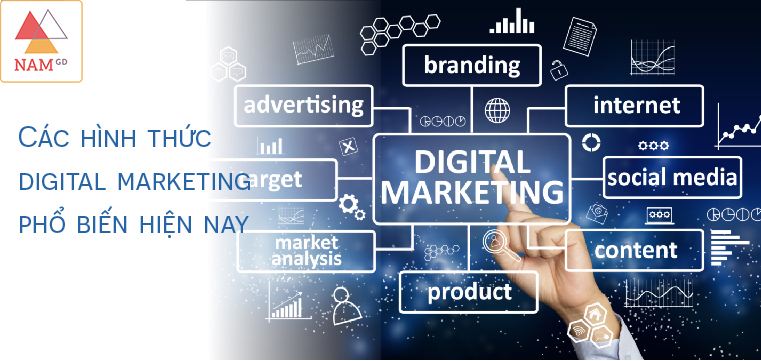 NAM GD
CÁC HÌNH THỨC
DIGITAL MARKETING
PHỔ BIẾN HIỆN NAY
branding
advertising
internet
DIGITAL
MARKETING
arget
social media
market
analysis
content
product